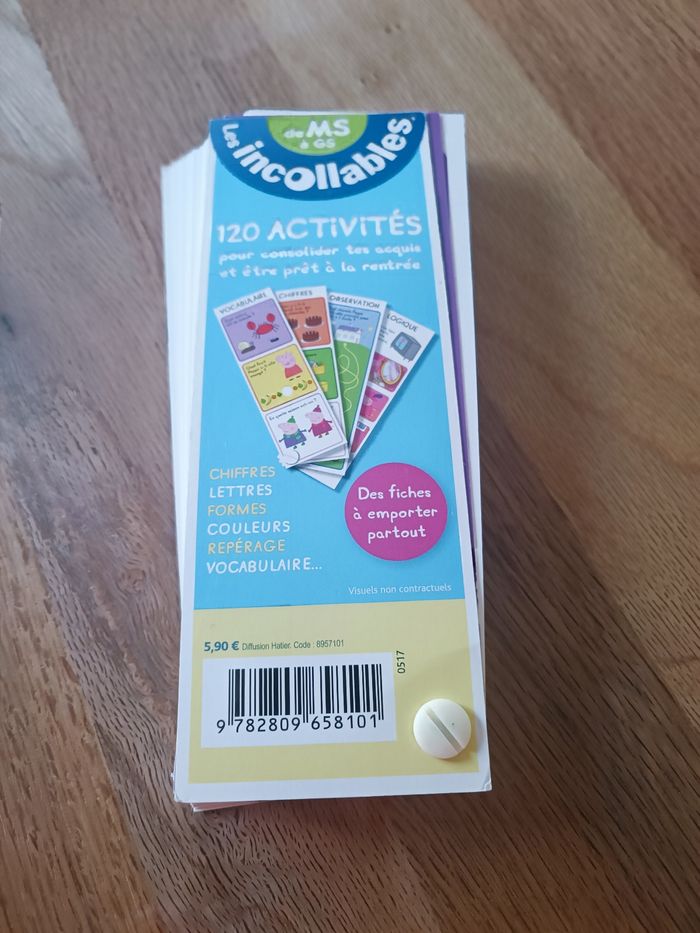 de MS
à GS
Les incollables
120 ACTIVITÉS
pour consolider tes acquis
et être prêt à la rentrée
VOCABULAIRE
CHIFFRES
OBSERVATION
LOGIQUE
CHIFFRES
LETTRES
FORMES
COULEURS
REPÉRAGE
VOCABULAIRE...
Des fiches
à emporter
partout
Visuels non contractuels
5,90 € Diffusion Hatier. Code : 8957101
0517
9 782809 658101